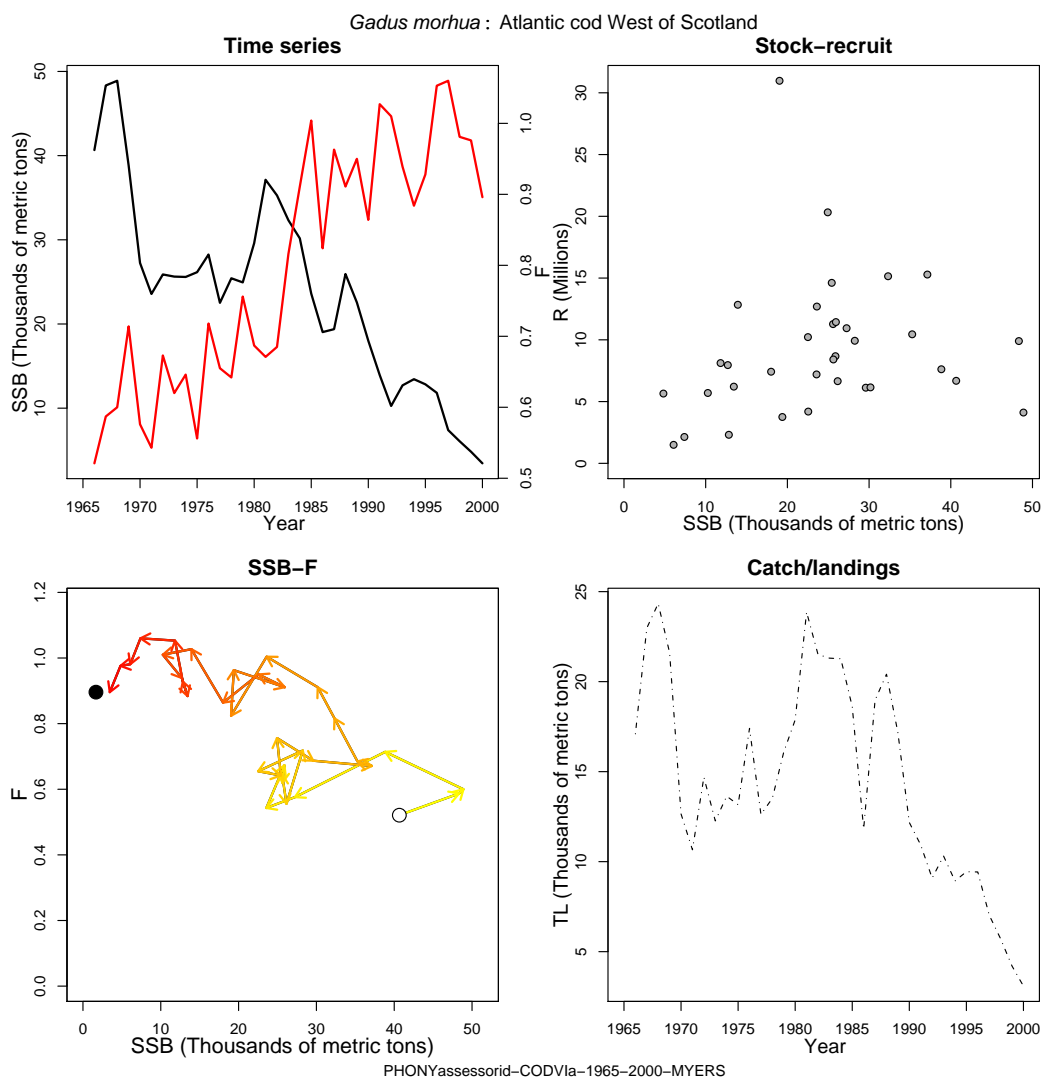 Gadus morhua : Atlantic cod West of Scotland
Time series
50
40
30
20
10
SSB (Thousands of metric tons)
1.0
0.9
0.8
0.7
0.6
0.5
F
1965 1970 1975 1980 1985 1990 1995 2000
Year
Stock−recruit
30
25
20
15
10
5
0
R (Millions)
0 10 20 30 40 50
SSB (Thousands of metric tons)
SSB−F
1.2
1.0
0.8
0.6
0.4
0.2
0.0
F
0 10 20 30 40 50
SSB (Thousands of metric tons)
Catch/landings
25
20
15
10
5
TL (Thousands of metric tons)
1965 1970 1975 1980 1985 1990 1995 2000
Year
PHONYassessorid−CODVIa−1965−2000−MYERS